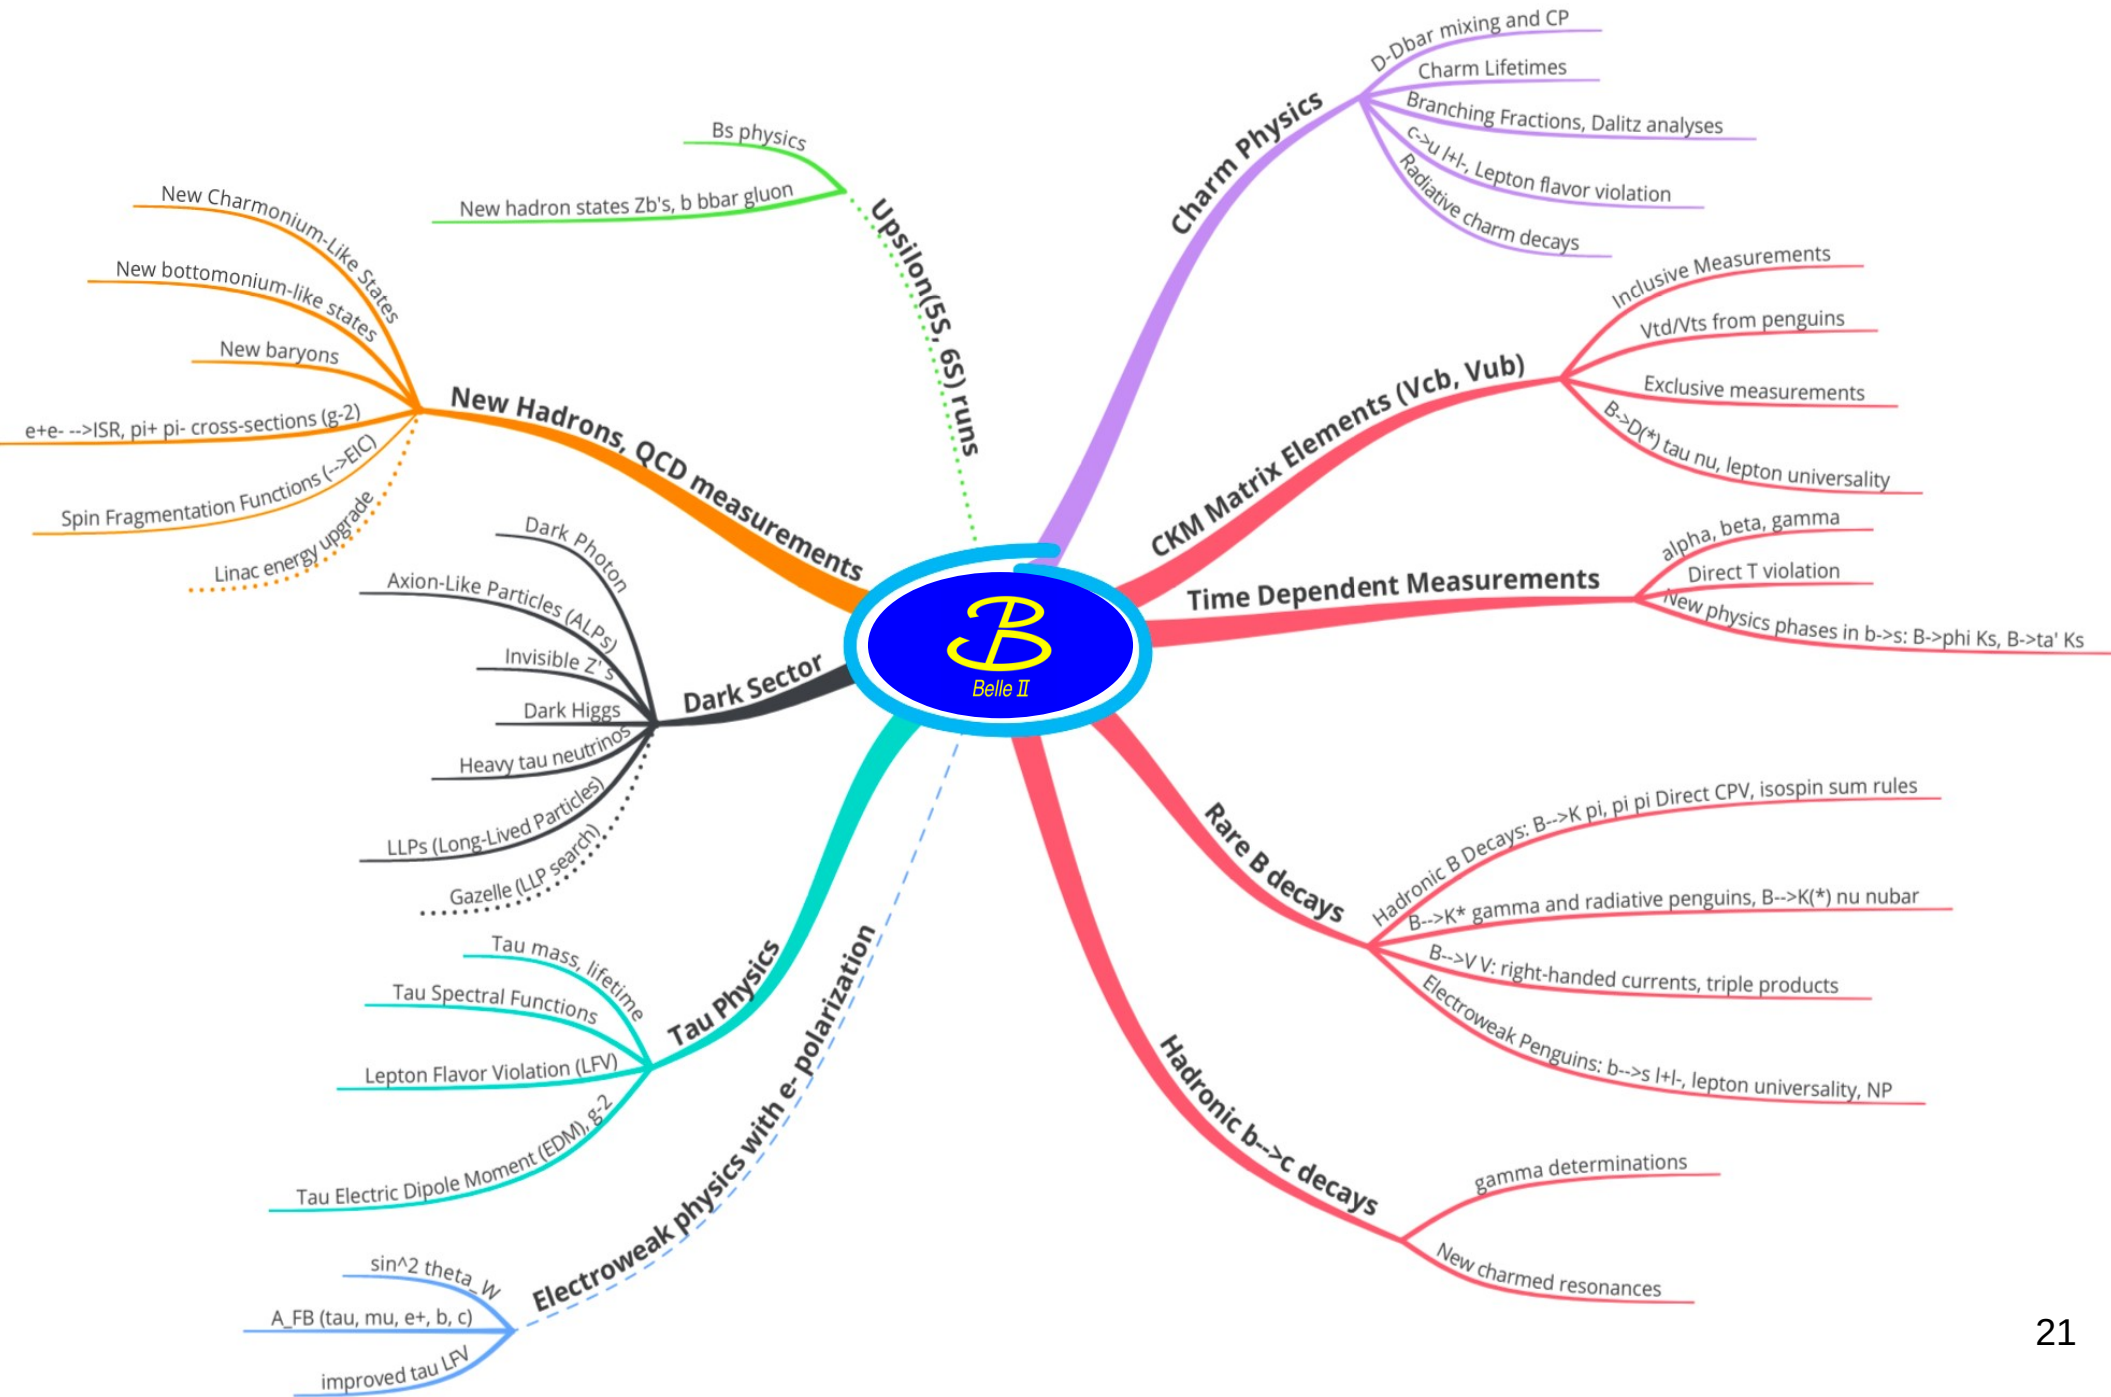 Charm Physics
D-Dbar mixing and CP
Charm Lifetimes
Branching Fractions, Dalitz analyses
c->u l+l-, Lepton flavor violation
Radiative charm decays
CKM Matrix Elements (Vcb, Vub)
Inclusive Measurements
Vtd/Vts from penguins
Exclusive measurements
B->D(*) tau nu, lepton universality
Time Dependent Measurements
alpha, beta, gamma
Direct T violation
New physics phases in b->s: B->phi Ks, B->ta' Ks
Rare B decays
Hadronic B Decays: B-->K pi, pi pi Direct CPV, isospin sum rules
B-->K* gamma and radiative penguins, B-->K(*) nu nubar
B-->V V: right-handed currents, triple products
Electroweak Penguins: b-->s l+l-, lepton universality, NP
Hadronic b-->c decays
gamma determinations
New charmed resonances
Upsilon(5S, 6S) runs
Bs physics
New hadron states Zb's, b bbar gluon
New Hadrons, QCD measurements
New Charmonium-Like States
New bottomonium-like states
New baryons
e+e- -->ISR, pi+ pi- cross-sections (g-2)
Spin Fragmentation Functions (-->EIC)
Linac energy upgrade
Dark Sector
Dark Photon
Axion-Like Particles (ALPs)
Invisible Z' s
Dark Higgs
Heavy tau neutrinos
LLPs (Long-Lived Particles)
Gazelle (LLP search)
Tau Physics
Tau mass, lifetime
Tau Spectral Functions
Lepton Flavor Violation (LFV)
Tau Electric Dipole Moment (EDM), g-2
Electroweak physics with e- polarization
sin^2 theta_W
A_FB (tau, mu, e+, b, c)
improved tau LFV
B
Belle II
21